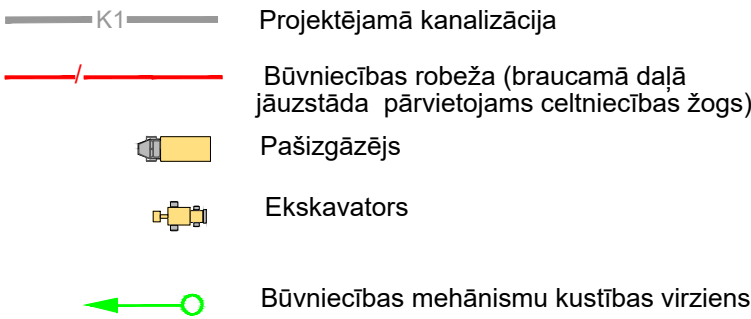 K1 Projektējamā kanalizācija
Būvniecības robeža (braucamā daļā
jāuzstāda pārvietojams celtniecības žogs)
Pašizgāzējs
Ekskavators
Būvniecības mehānismu kustības virziens